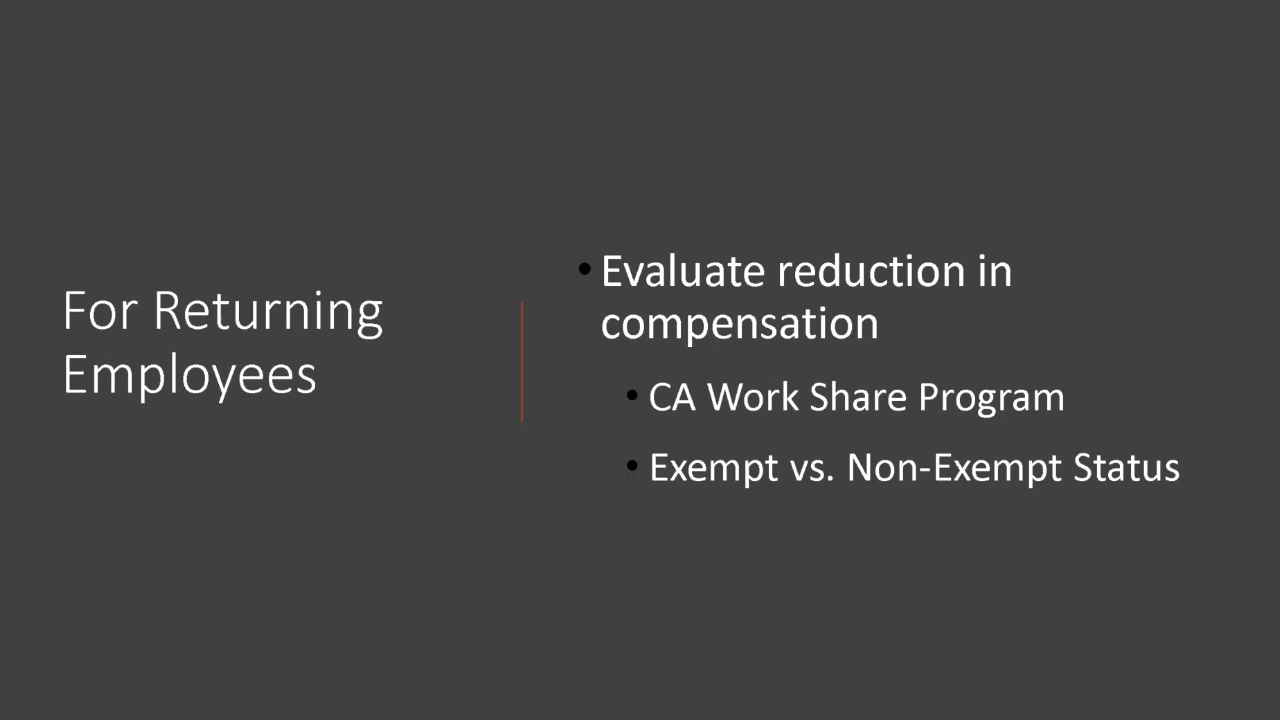 For Returning
Employees
• Evaluate reduction in
compensation
• CA Work Share Program
• Exempt vs. Non-Exempt Status